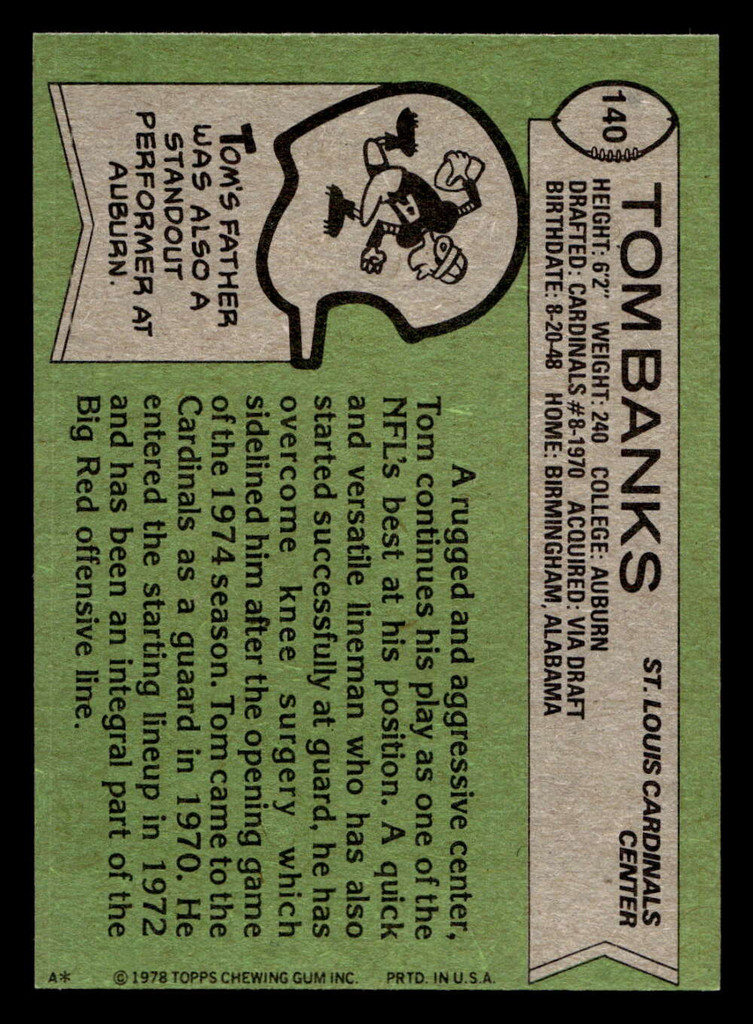 140
TOM BANKS
ST. LOUIS CARDINALS
CENTER
HEIGHT: 6'2" WEIGHT: 240 COLLEGE: AUBURN
DRAFTED: CARDINALS #8-1970 ACQUIRED: VIA DRAFT
BIRTHDATE: 8-20-48 HOME: BIRMINGHAM, ALABAMA
TOM'S FATHER
WAS ALSO A
STANDOUT
PERFORMER AT
AUBURN.
A rugged and aggressive center,
Tom continues his play as one of the
NFL's best at his position. A quick
and versatile lineman who has also
started successfully at guard, he has
overcome knee surgery which
sidelined him after the opening game
of the 1974 season. Tom came to the
Cardinals as a guard in 1970. He
entered the starting lineup in 1972
and has been an integral part of the
Big Red offensive line.
A* © 1978 TOPPS CHEWING GUM INC. PRTD. IN U.S.A.